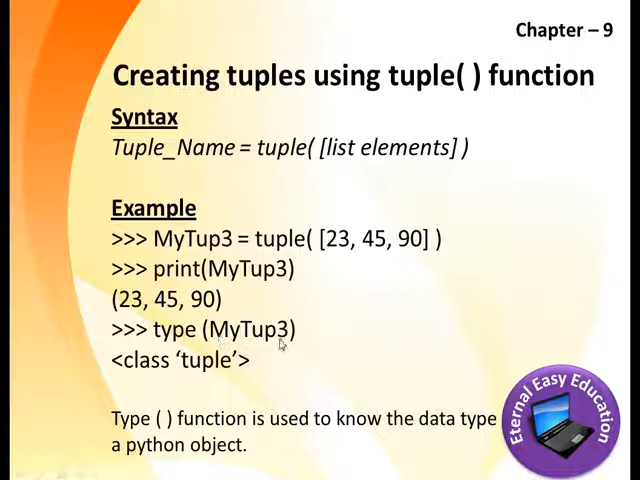 Chapter – 9
Creating tuples using tuple( ) function
Syntax
Tuple_Name = tuple( [list elements] )
Example
>>> MyTup3 = tuple( [23, 45, 90] )
>>> print(MyTup3)
(23, 45, 90)
>>> type (MyTup3)
<class ‘tuple’>
Type ( ) function is used to know the data type
a python object.
Eternal Easy Education